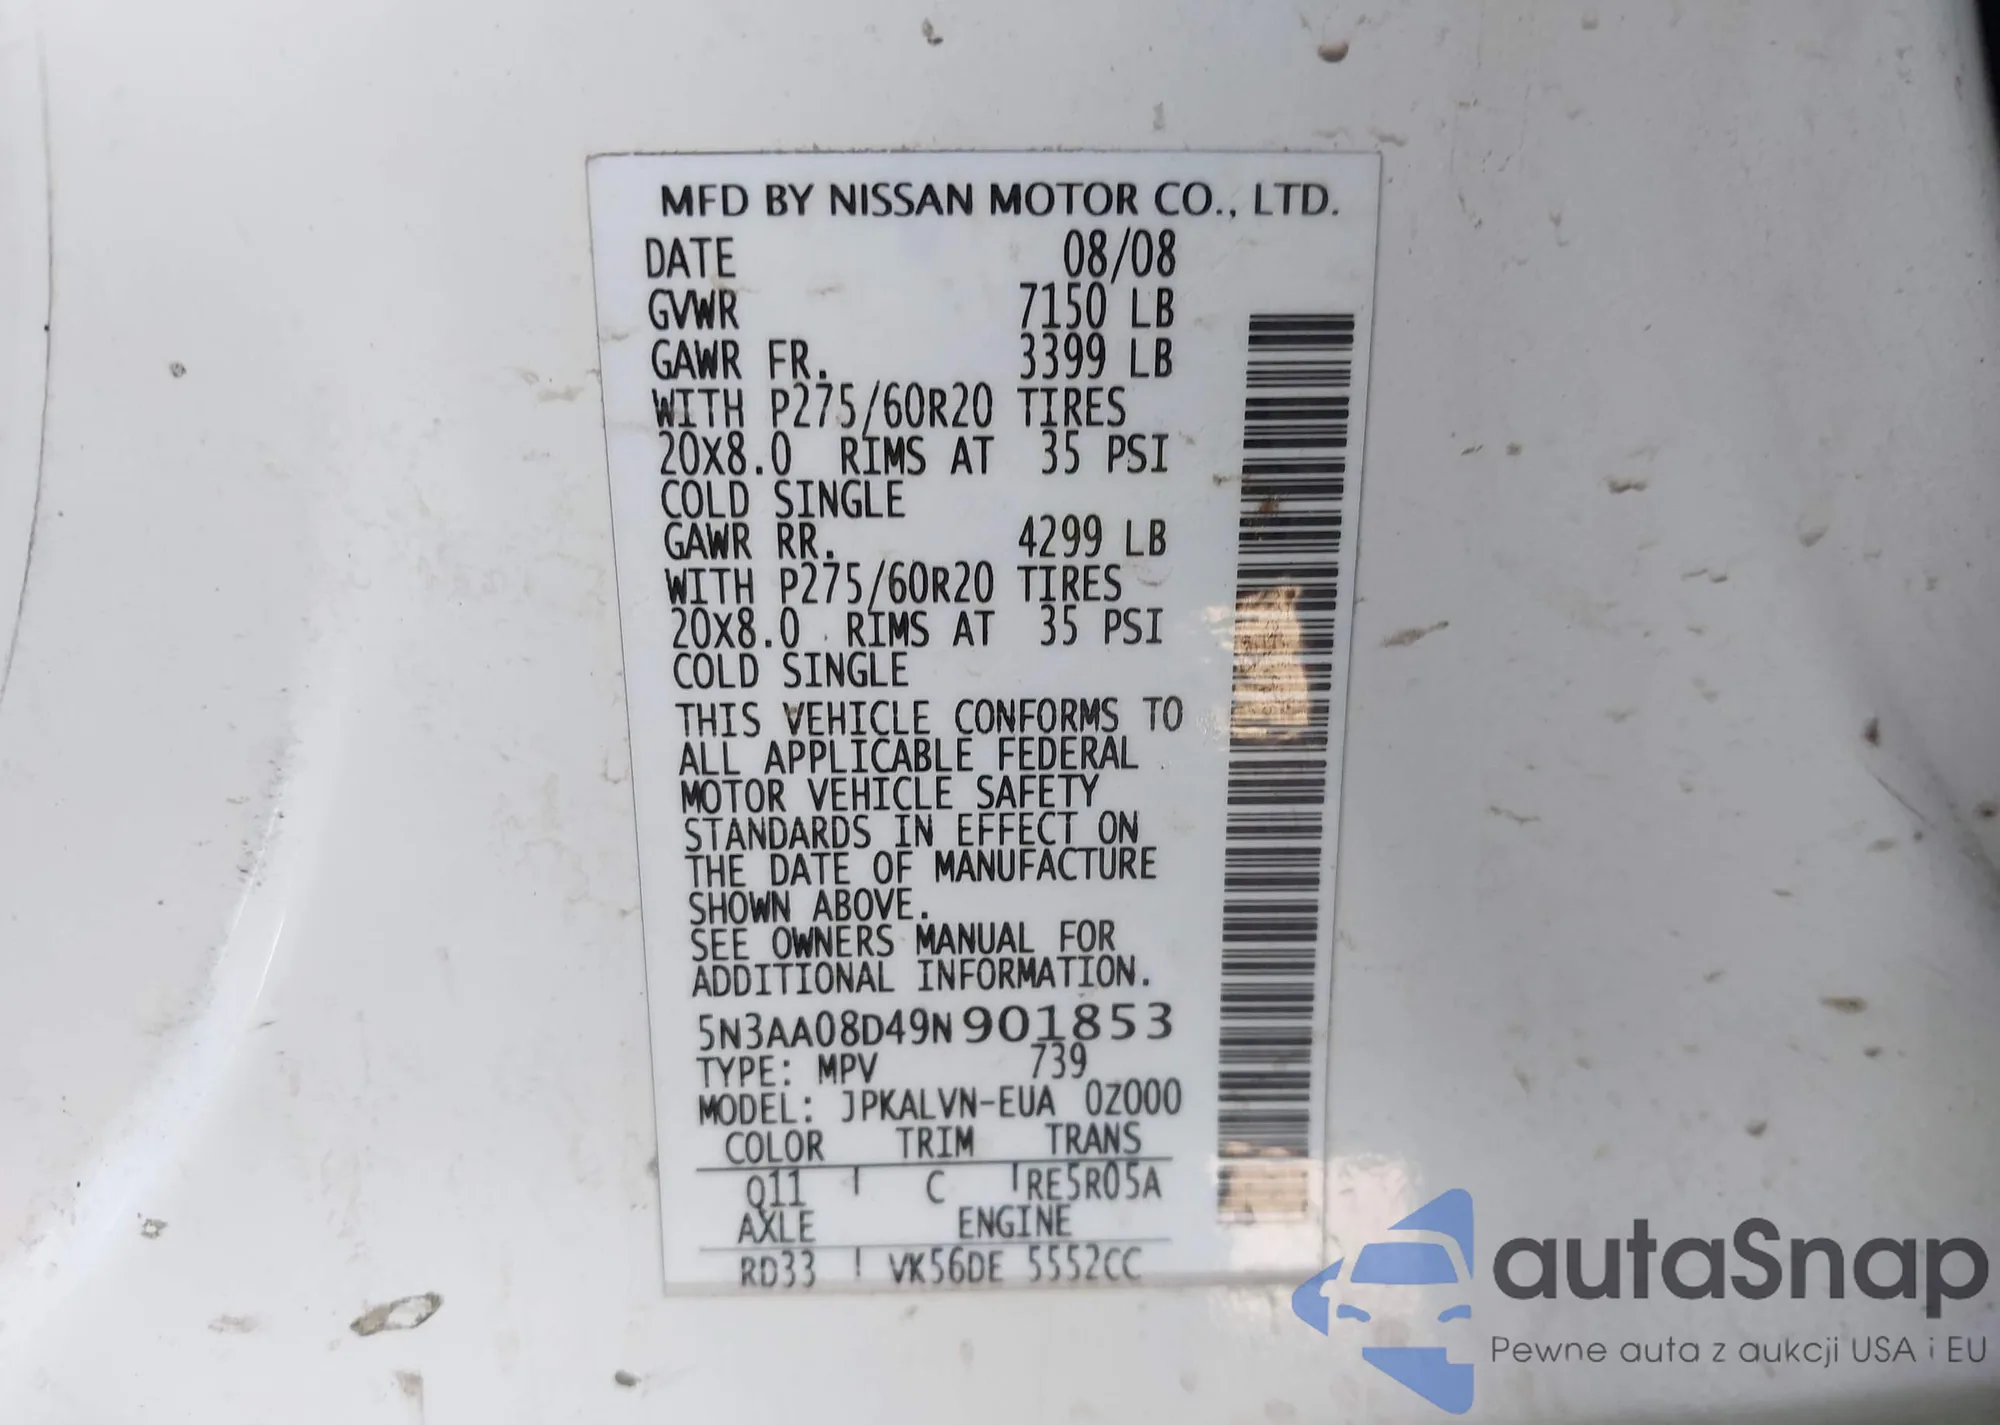 MFD BY NISSAN MOTOR CO., LTD.
DATE 08/08
GVWR 7150 LB
GAWR FR. 3399 LB
WITH P275/60R20 TIRES
20X8.0 RIMS AT 35 PSI
COLD SINGLE
GAWR RR. 4299 LB
WITH P275/60R20 TIRES
20X8.0 RIMS AT 35 PSI
COLD SINGLE
THIS VEHICLE CONFORMS TO
ALL APPLICABLE FEDERAL
MOTOR VEHICLE SAFETY
STANDARDS IN EFFECT ON
THE DATE OF MANUFACTURE
SHOWN ABOVE.
SEE OWNERS MANUAL FOR
ADDITIONAL INFORMATION.
5N3AA08D49N901853
TYPE: MPV 739
MODEL: JPKALVN-EUA 0Z000
COLOR TRIM TRANS
Q11 C RE5R05A
AXLE ENGINE
RD33 VK56DE 5552CC
autaSnap
Pewne auta z aukcji USA i EU